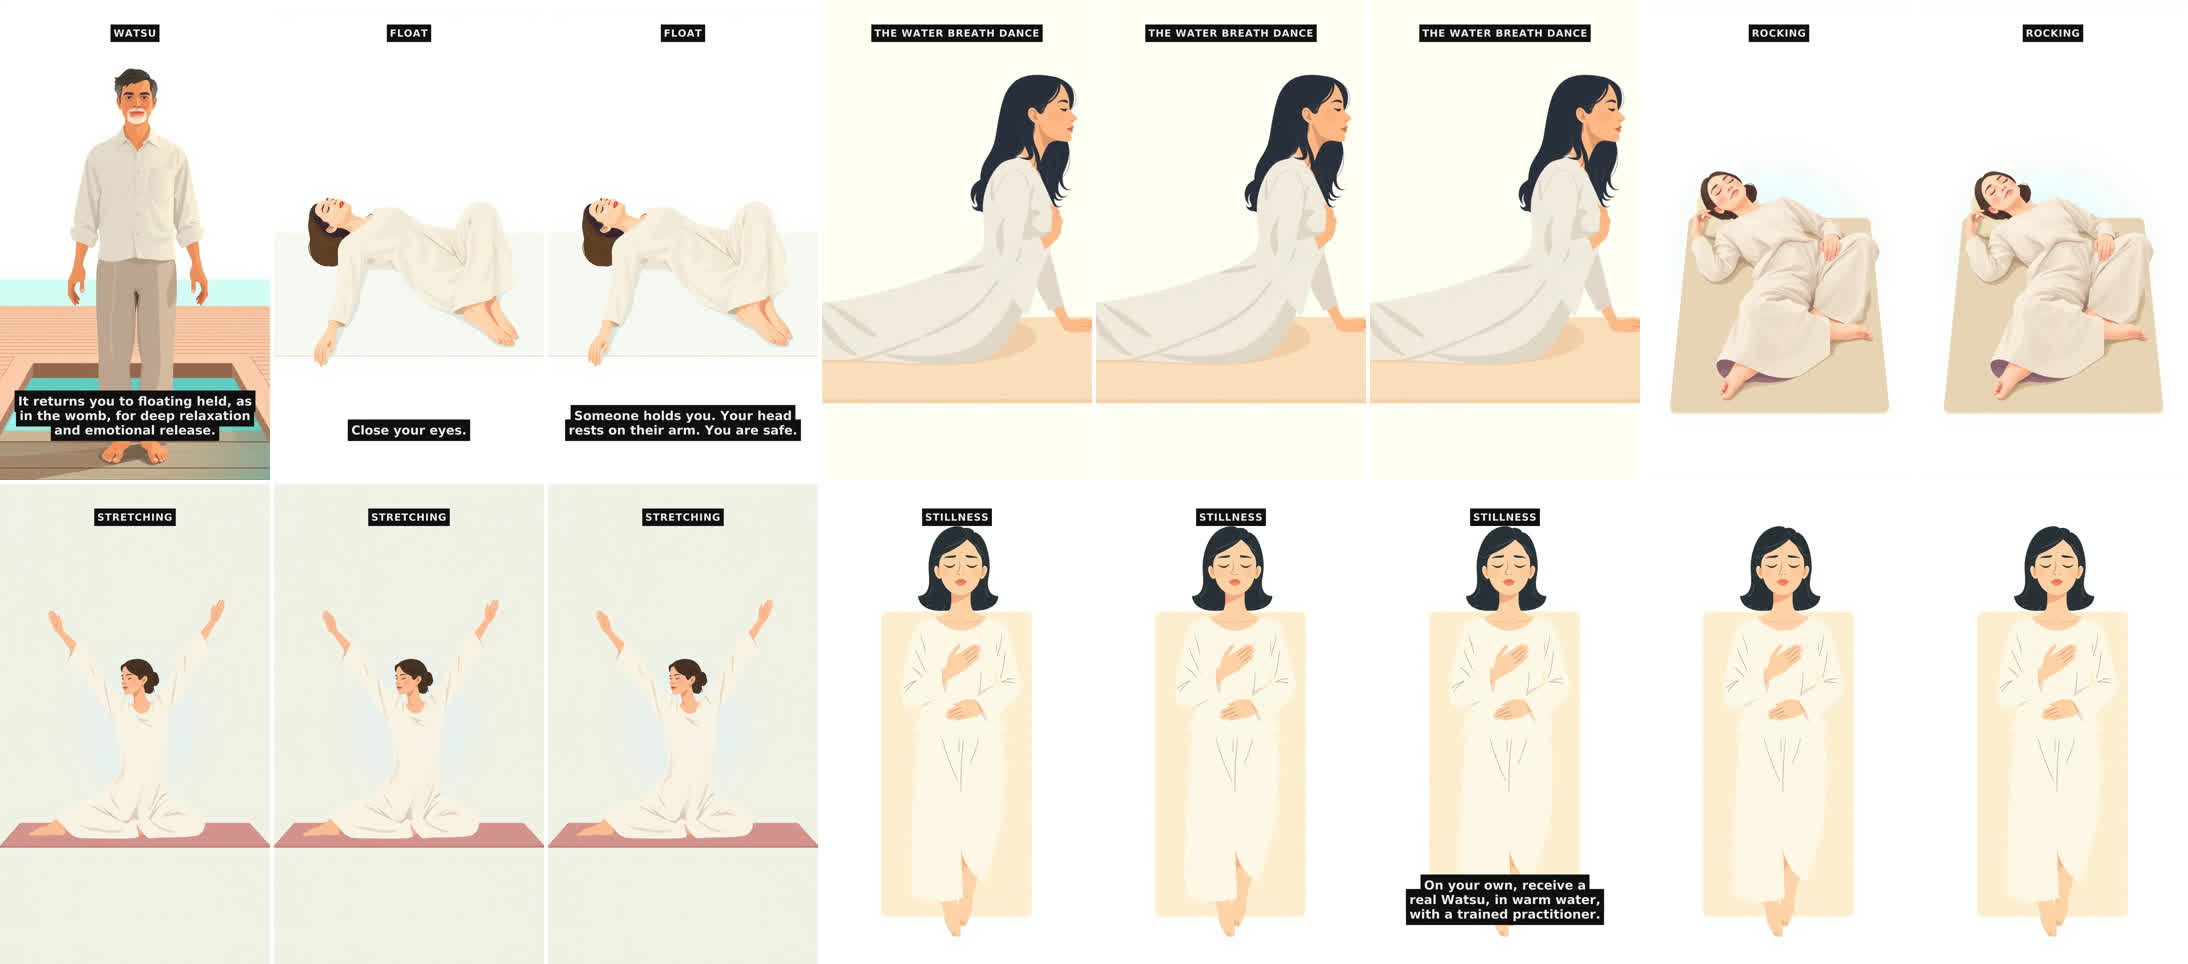 WATSU
It returns you to floating held, as
in the womb, for deep relaxation
and emotional release.
FLOAT
Close your eyes.
FLOAT
Someone holds you. Your head
rests on their arm. You are safe.
THE WATER BREATH DANCE
THE WATER BREATH DANCE
THE WATER BREATH DANCE
ROCKING
ROCKING
STRETCHING
STRETCHING
STRETCHING
STILLNESS
STILLNESS
STILLNESS
On your own, receive a
real Watsu, in warm water,
with a trained practitioner.